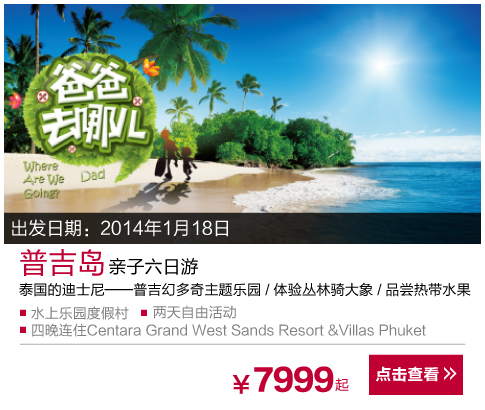 爸爸
去哪儿
Where
Are We Dad
Going?
出发日期：2014年1月18日
普吉岛 亲子六日游
泰国的迪士尼——普吉幻多奇主题乐园 / 体验丛林骑大象 / 品尝热带水果
水上乐园度假村 两天自由活动
四晚连住Centara Grand West Sands Resort &Villas Phuket
¥7999起 点击查看 »